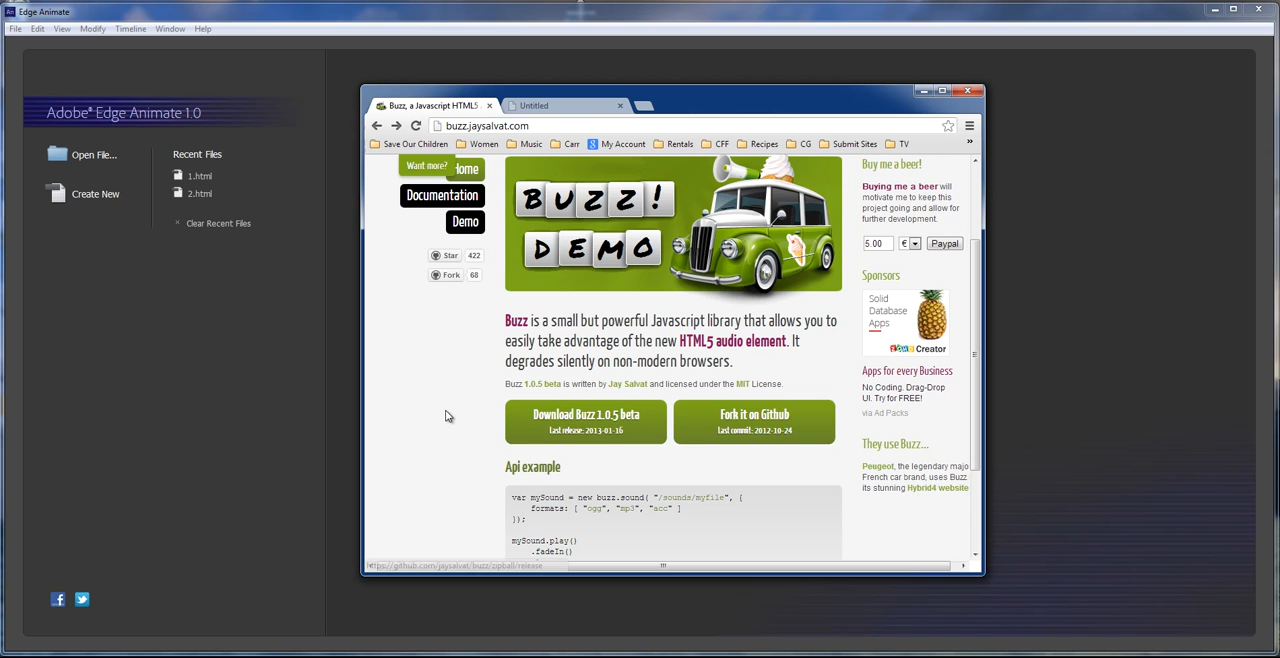 Edge Animate
File Edit View Modify Timeline Window Help
Adobe® Edge Animate 1.0
Open File...
Create New
Recent Files
1.html
2.html
Clear Recent Files
Buzz, a Javascript HTML5
Untitled
buzz.jaysalvat.com
Save Our Children Women Music Carr My Account Rentals CFF Recipes CG Submit Sites TV
Want more?
Home
Documentation
Demo
Star 422
Fork 68
BUZZ!
DEMO
Buzz is a small but powerful Javascript library that allows you to
easily take advantage of the new HTML5 audio element. It
degrades silently on non-modern browsers.
Buzz 1.0.5 beta is written by Jay Salvat and licensed under the MIT License.
Download Buzz 1.0.5 beta
Last release: 2013-01-16
Fork it on Github
Last commit: 2012-10-24
Api example
var mySound = new buzz.sound( "/sounds/myfile", {
formats: [ "ogg", "mp3", "acc" ]
});
mySound.play()
.fadeIn()
Buy me a beer!
Buying me a beer will
motivate me to keep this
project going and allow for
further development.
5.00 € Paypal
Sponsors
Solid
Database
Apps
Creator
Apps for every Business
No Coding. Drag-Drop
UI. Try for FREE!
via Ad Packs
They use Buzz...
Peugeot, the legendary majo
French car brand, uses Buzz
its stunning Hybrid4 website
https://github.com/jaysalvat/buzz/zipball/release